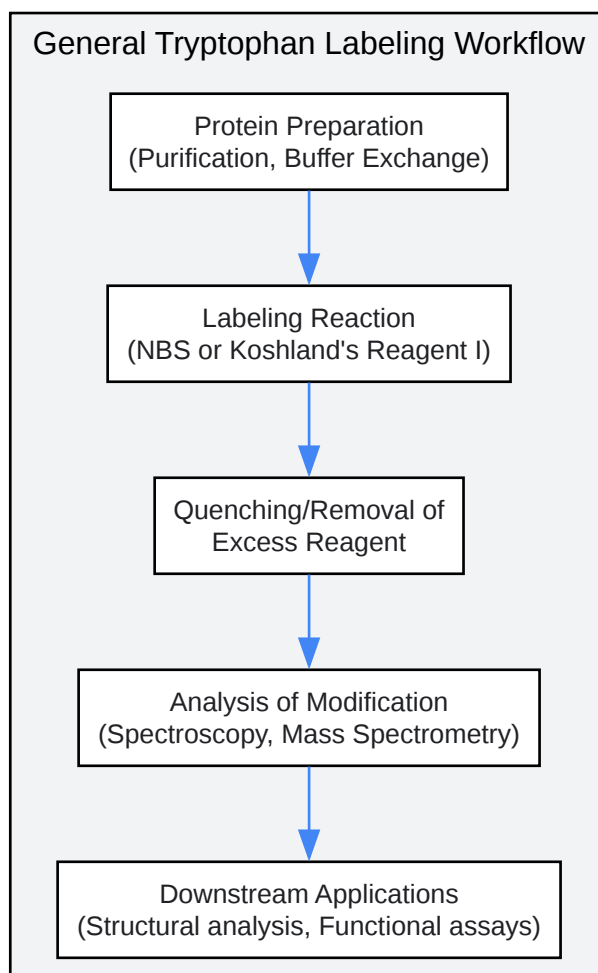 General Tryptophan Labeling Workflow
Protein Preparation
(Purification, Buffer Exchange)
Labeling Reaction
(NBS or Koshland's Reagent I)
Quenching/Removal of
Excess Reagent
Analysis of Modification
(Spectroscopy, Mass Spectrometry)
Downstream Applications
(Structural analysis, Functional assays)